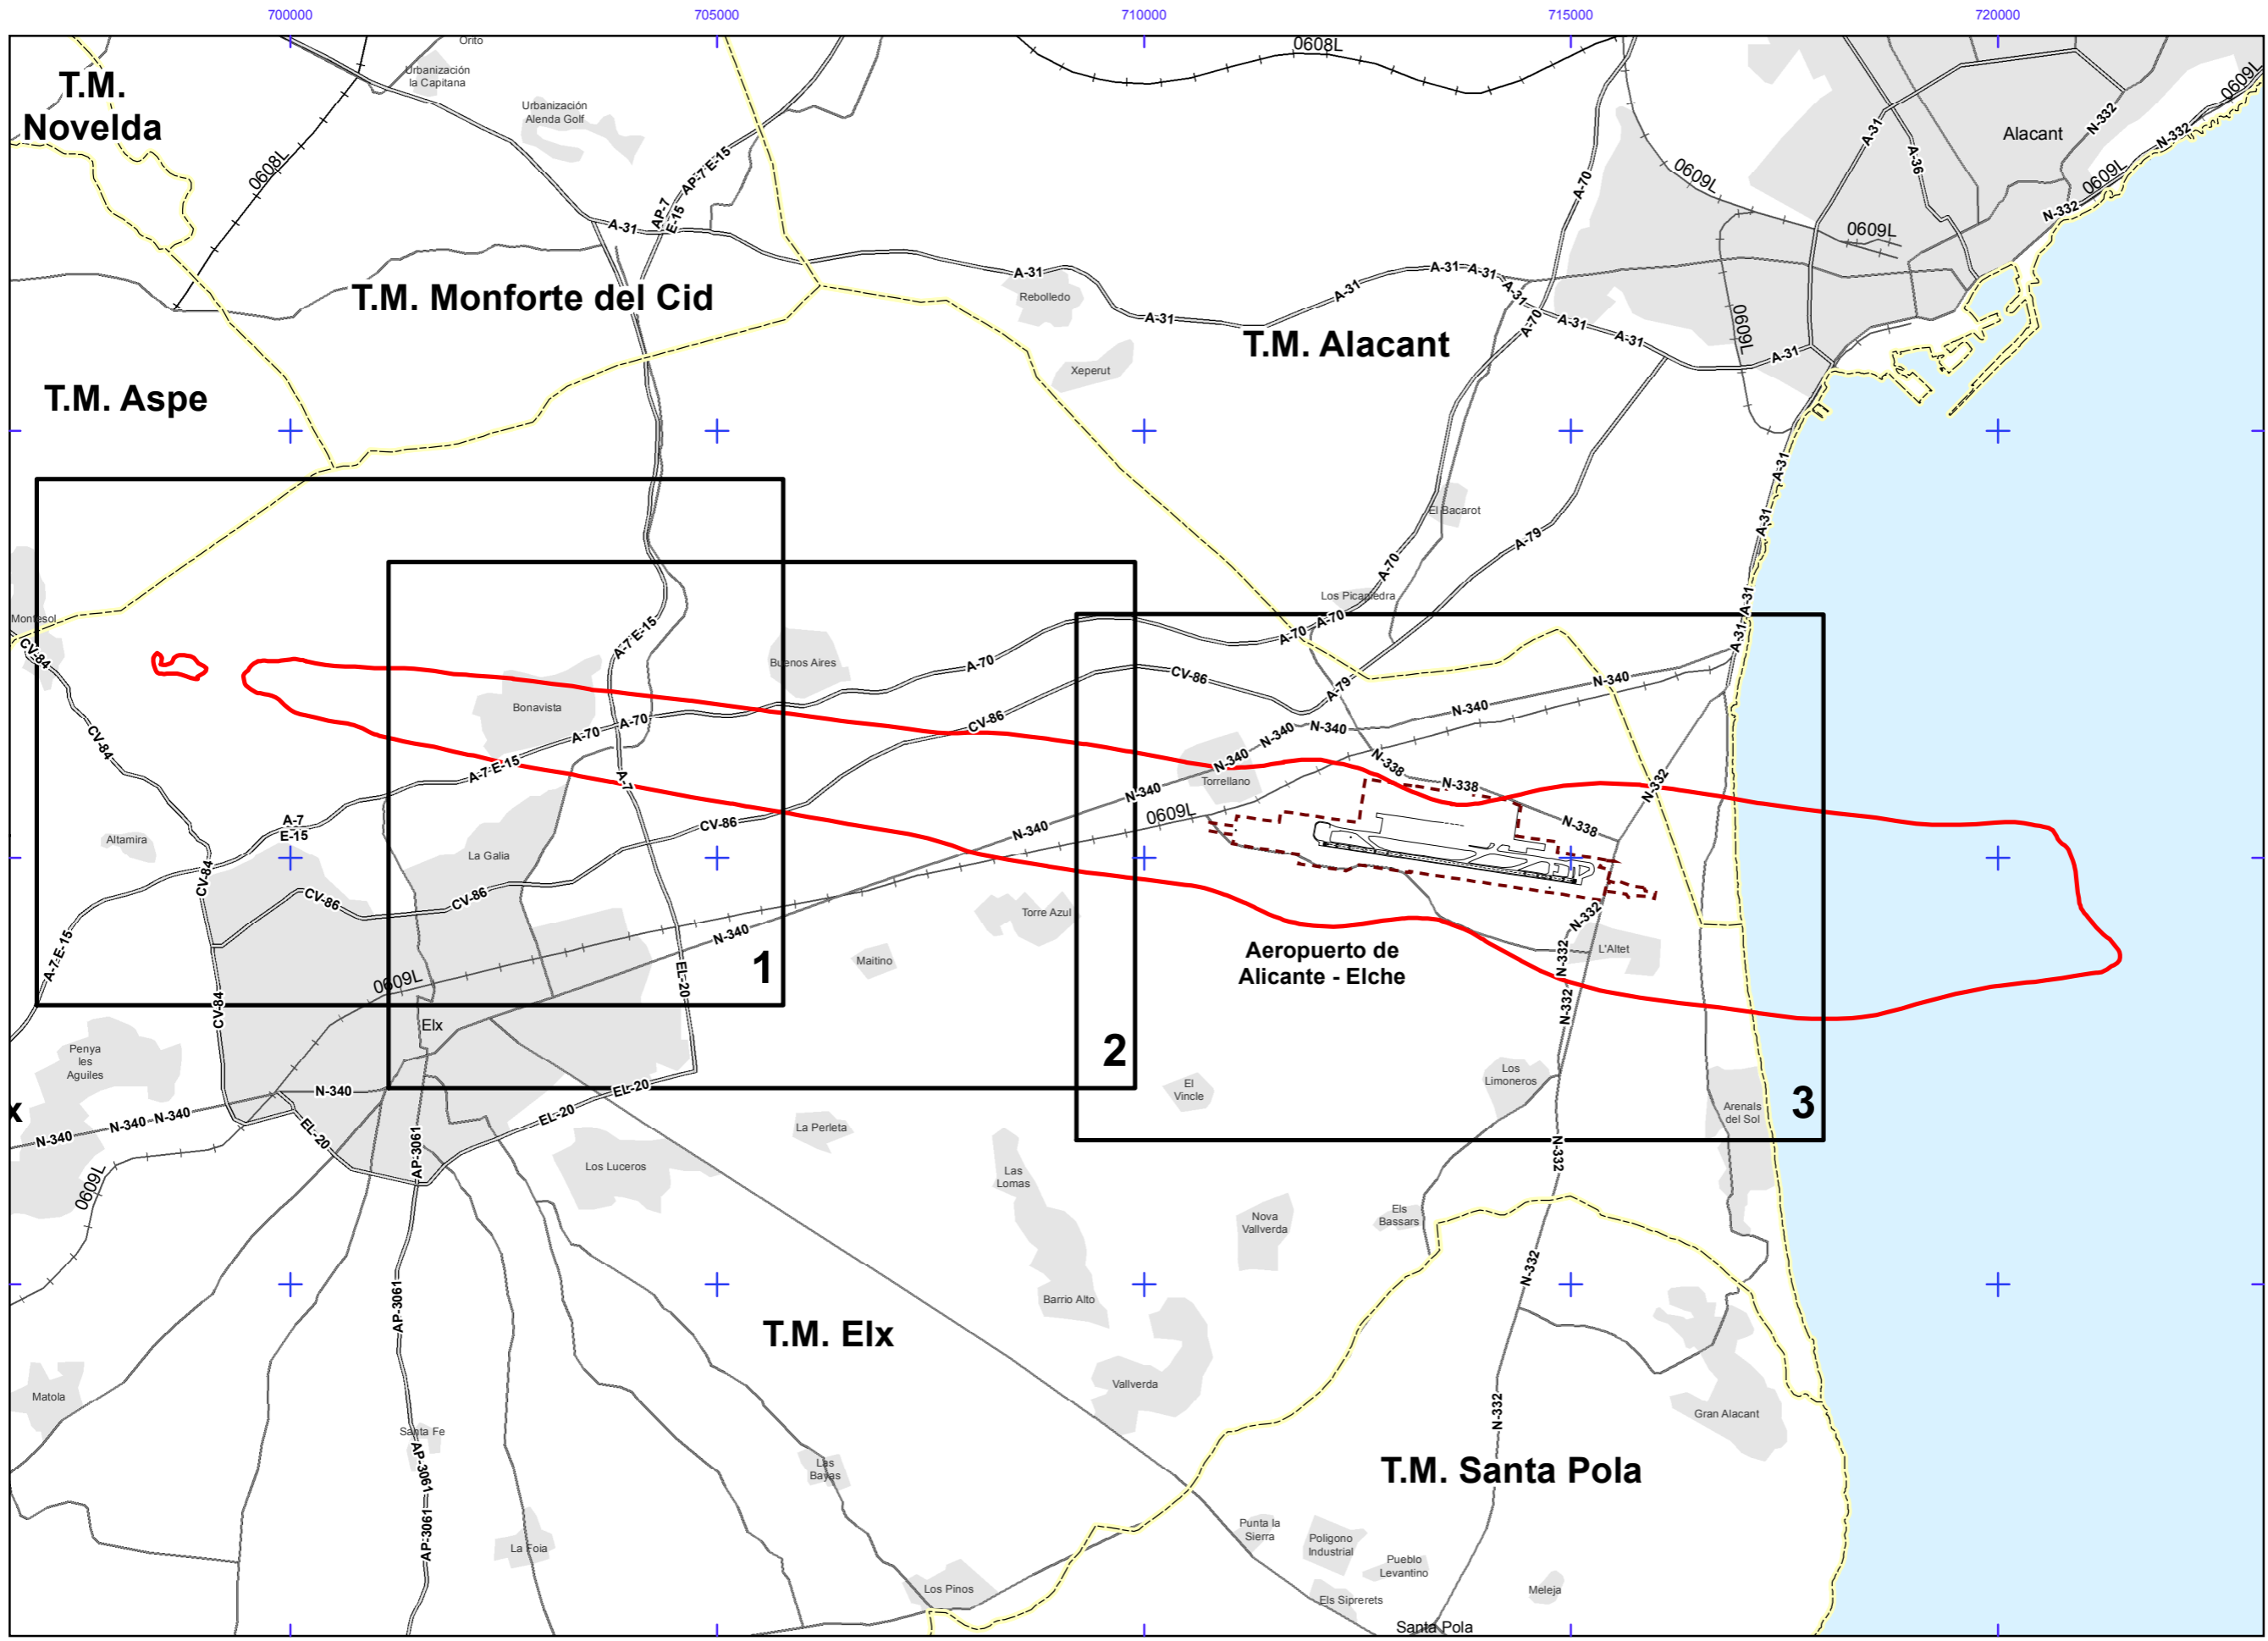 700000
705000
710000
715000
720000
Orito
Urbanización
la Capitana
0608L
0609L
T.M.
Novelda
Urbanización
Alenda Golf
N-332
A-31
Alacant
N-332
A-36
AP-7 E-15
0608L
A-70
0609L
0609L
N-332
AP-7
E-15
A-31
0609L
A-31
A-31
A-31
A-31
Rebolledo
T.M. Monforte del Cid
A-31
A-31
A-31
A-70
A-31
A-31
0609L
T.M. Alacant
A-31
Xeperut
T.M. Aspe
A-31
El Bacarot
A-31
A-79
A-70
Los Picapiedra
A-31
Montesol
A-70
A-70
A-31
A-7 E-15
CV-84
Buenos Aires
A-70
CV-86
A-79
N-340
Bonavista
N-340
A-70
CV-86
N-340
N-340
A-70
CV-84
N-340
A-7 E-15
N-338
Torrellano
N-338
N-332
A-7
N-340
0609L
N-338
A-7
E-15
CV-86
N-340
Altamira
La Galia
CV-84
CV-86
CV-86
Torre Azul
N-332
N-340
L'Altet
Aeropuerto de
Alicante - Elche
A-7 E-15
1
Maitino
N-332
EL-20
0609L
CV-84
N-332
Elx
2
Penya
les
Aguiles
Los
Limoneros
N-340
EL-20
El
Vincle
3
x
N-340
N-340
N-340
EL-20
EL-20
La Perleta
Arenals
del Sol
AP-3061
N-332
Los Luceros
0609L
Las
Lomas
Nova
Vallverda
Els
Bassars
N-332
AP-3061
Barrio Alto
T.M. Elx
Vallverda
Matola
N-332
Gran Alacant
Santa Fe
AP-3061
Las
Bayas
T.M. Santa Pola
AP-3061
La Foia
Punta la
Sierra
Poligono
Industrial
Pueblo
Levantino
Los Pinos
Meleja
Els Siprerets
Santa Pola